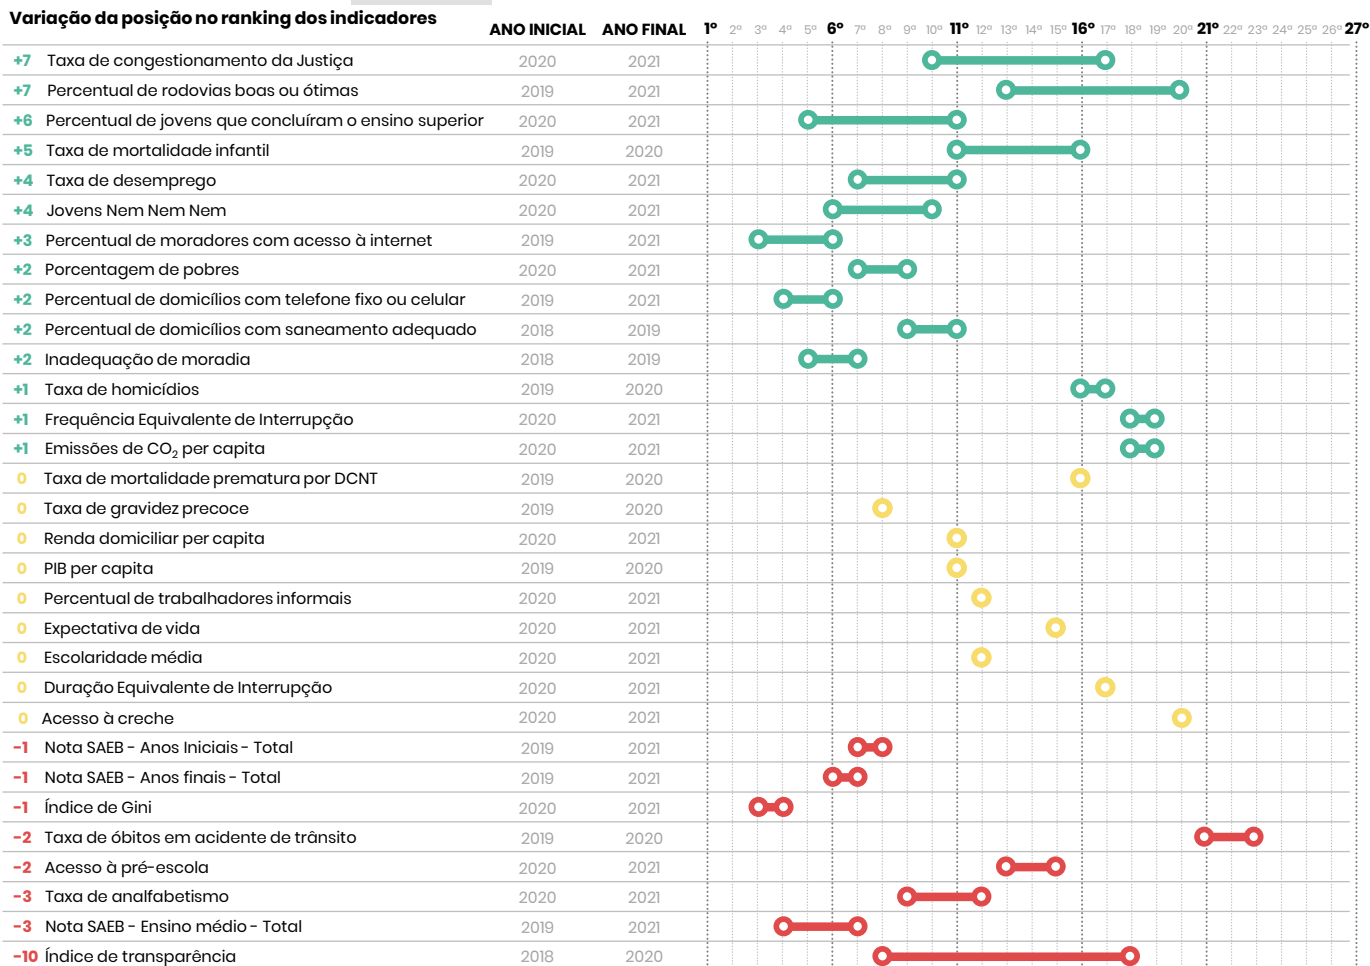 Variação da posição no ranking dos indicadores
ANO INICIAL ANO FINAL 1º 2º 3º 4º 5º 6º 7º 8º 9º 10º 11º 12º 13º 14º 15º 16º 17º 18º 19º 20º 21º 22º 23º 24º 25º 26º 27º
+7 Taxa de congestionamento da Justiça 2020 2021
+7 Percentual de rodovias boas ou ótimas 2019 2021
+6 Percentual de jovens que concluíram o ensino superior 2020 2021
+5 Taxa de mortalidade infantil 2019 2020
+4 Taxa de desemprego 2020 2021
+4 Jovens Nem Nem Nem 2020 2021
+3 Percentual de moradores com acesso à internet 2019 2021
+2 Porcentagem de pobres 2020 2021
+2 Percentual de domicílios com telefone fixo ou celular 2019 2021
+2 Percentual de domicílios com saneamento adequado 2018 2019
+2 Inadequação de moradia 2018 2019
+1 Taxa de homicídios 2019 2020
+1 Frequência Equivalente de Interrupção 2020 2021
+1 Emissões de CO₂ per capita 2020 2021
0 Taxa de mortalidade prematura por DCNT 2019 2020
0 Taxa de gravidez precoce 2019 2020
0 Renda domiciliar per capita 2020 2021
0 PIB per capita 2019 2020
0 Percentual de trabalhadores informais 2020 2021
0 Expectativa de vida 2020 2021
0 Escolaridade média 2020 2021
0 Duração Equivalente de Interrupção 2020 2021
0 Acesso à creche 2020 2021
-1 Nota SAEB - Anos Iniciais - Total 2019 2021
-1 Nota SAEB - Anos finais - Total 2019 2021
-1 Índice de Gini 2020 2021
-2 Taxa de óbitos em acidente de trânsito 2019 2020
-2 Acesso à pré-escola 2020 2021
-3 Taxa de analfabetismo 2020 2021
-3 Nota SAEB - Ensino médio - Total 2019 2021
-10 Índice de transparência 2018 2020